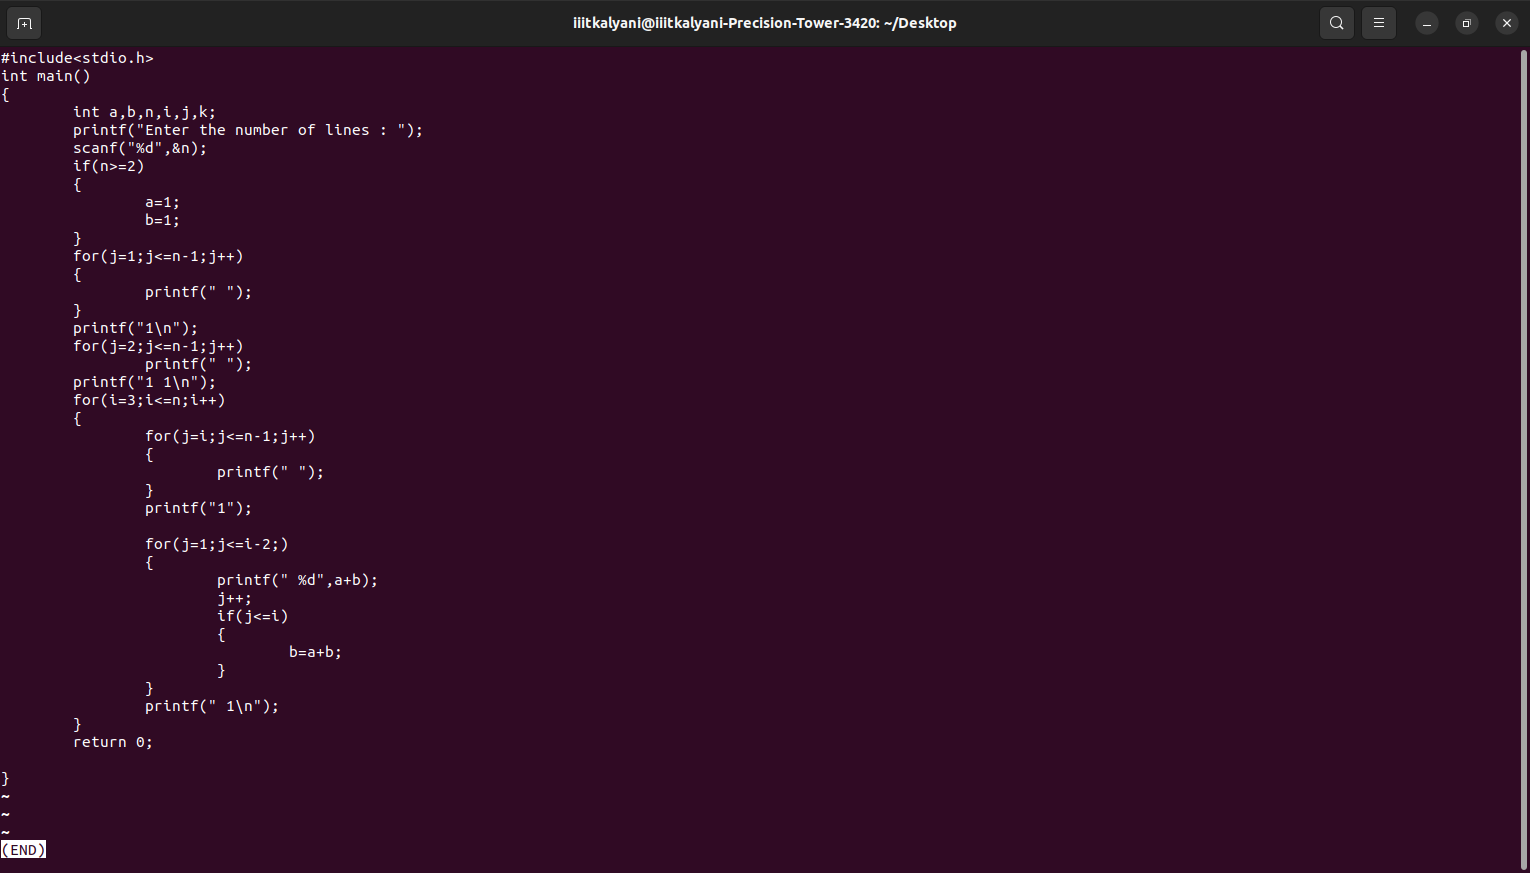 iiitkalyani@iiitkalyani-Precision-Tower-3420: ~/Desktop
#include<stdio.h>
int main()
{
        int a,b,n,i,j,k;
        printf("Enter the number of lines : ");
        scanf("%d",&n);
        if(n>=2)
        {
                a=1;
                b=1;
        }
        for(j=1;j<=n-1;j++)
        {
                printf(" ");
        }
        printf("1\n");
        for(j=2;j<=n-1;j++)
                printf(" ");
        printf("1 1\n");
        for(i=3;i<=n;i++)
        {
                for(j=i;j<=n-1;j++)
                {
                        printf(" ");
                }
                printf("1");

                for(j=1;j<=i-2;)
                {
                        printf(" %d",a+b);
                        j++;
                        if(j<=i)
                        {
                                b=a+b;
                        }
                }
                printf(" 1\n");
        }
        return 0;

}
~
~
~
(END)